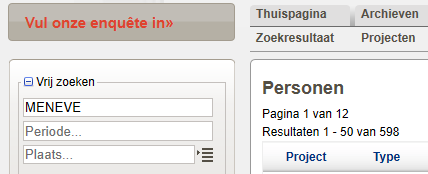 Vul onze enquête in»
Thuispagina Archieven
Zoekresultaat Projecten
Vrij zoeken
MENEVE
Periode...
Plaats...
Personen
Pagina 1 van 12
Resultaten 1 - 50 van 598
Project Type